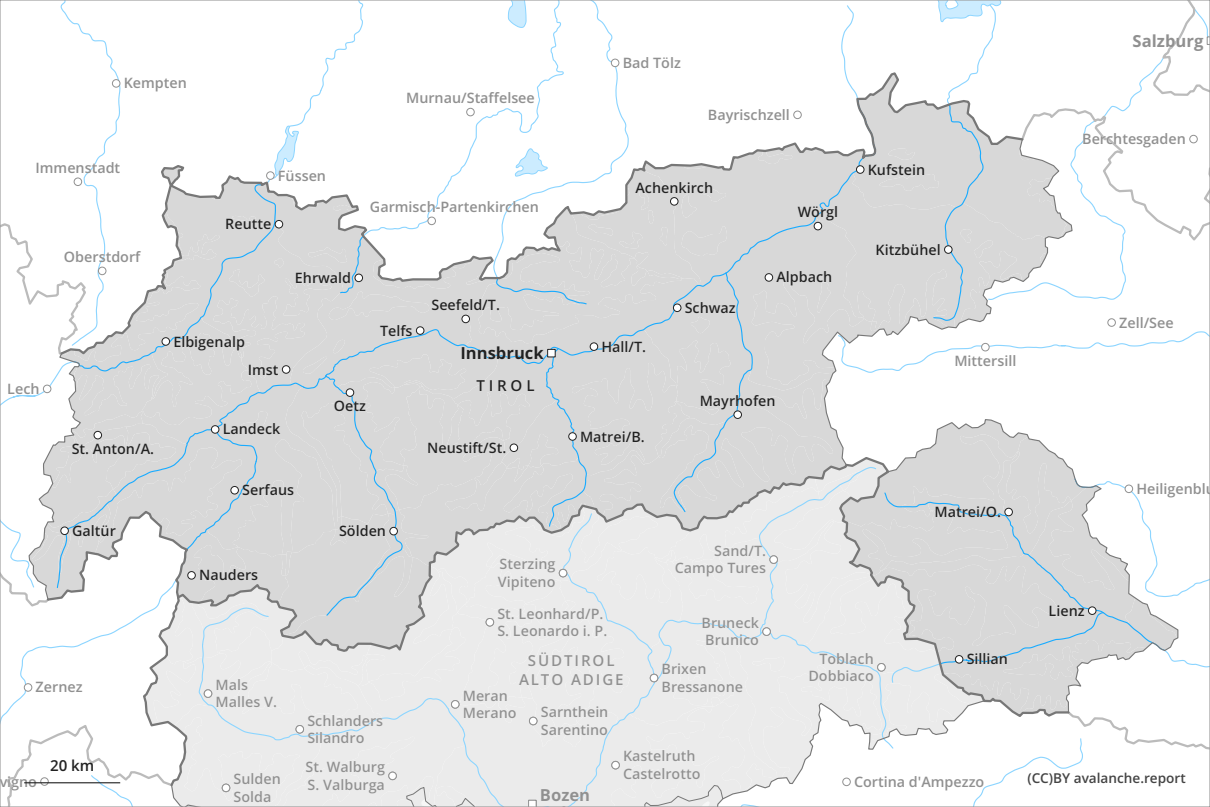 Salzburg
Bad Tölz
Kempten
Murnau/Staffelsee
Bayrischzell
Berchtesgaden
Immenstadt
Füssen
Kufstein
Achenkirch
Garmisch-Partenkirchen
Wörgl
Reutte
Kitzbühel
Oberstdorf
Ehrwald
Alpbach
Seefeld/T.
Schwaz
Zell/See
Telfs
Elbigenalp
Hall/T.
Innsbruck
Mittersill
Imst
TIROL
Lech
Mayrhofen
Oetz
Landeck
Matrei/B.
St. Anton/A.
Neustift/St.
Serfaus
Heiligenblu
Matrei/O.
Galtür
Sölden
Sand/T.
Campo Tures
Sterzing
Vipiteno
Nauders
Lienz
St. Leonhard/P.
S. Leonardo i. P.
Bruneck
Brunico
SÜDTIROL
ALTO ADIGE
Toblach
Dobbiaco
Sillian
Brixen
Bressanone
Zernez
Mals
Malles V.
Meran
Merano
Sarnthein
Sarentino
Schlanders
Silandro
Kastelruth
Castelrotto
20 km
St. Walburg
S. Valburga
vigno
Sulden
Solda
Cortina d'Ampezzo
(CC)BY avalanche.report
Bozen